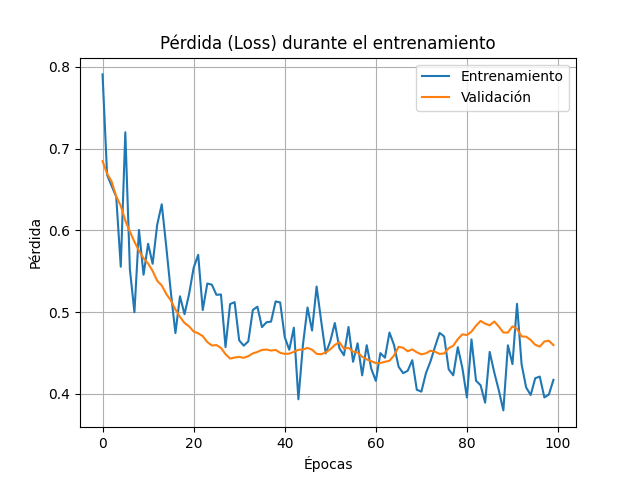 Pérdida (Loss) durante el entrenamiento
Entrenamiento
Validación
Pérdida
0.8
0.7
0.6
0.5
0.4
0
20
40
60
80
100
Épocas